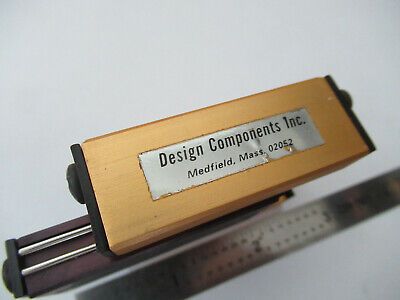 Design Components Inc.
Medfield, Mass. 02052